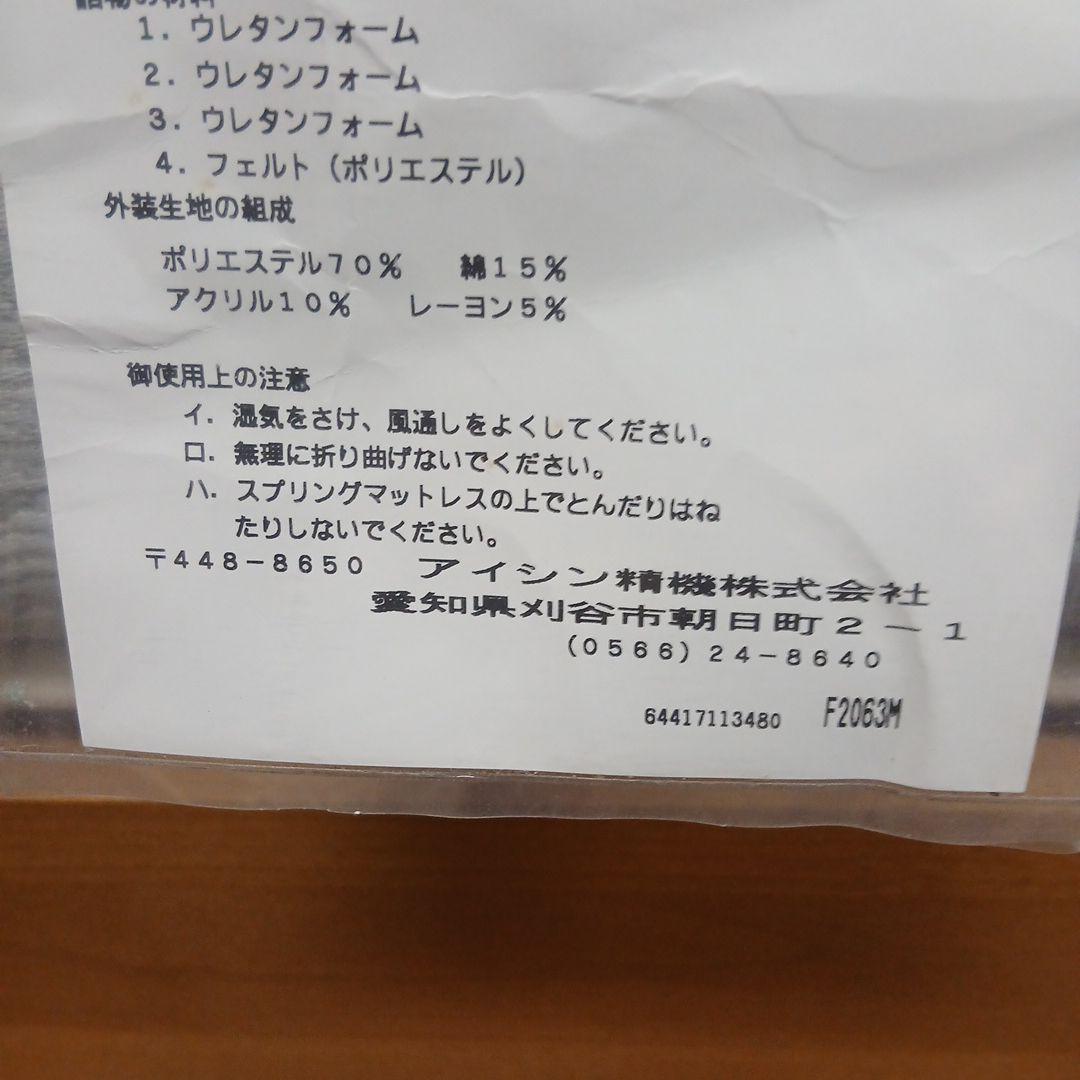 詰物の材料
1. ウレタンフォーム
2. ウレタンフォーム
3. ウレタンフォーム
4. フェルト（ポリエステル）
外装生地の組成
ポリエステル70% 綿15%
アクリル10% レーヨン5%
御使用上の注意
イ. 湿気をさけ、風通しをよくしてください。
ロ. 無理に折り曲げないでください。
ハ. スプリングマットレスの上でとんだりはね
たりしないでください。
〒448-8650 アイシン精機株式会社
愛知県刈谷市朝日町2-1
(0566)24-8640
64417113480 F2063M